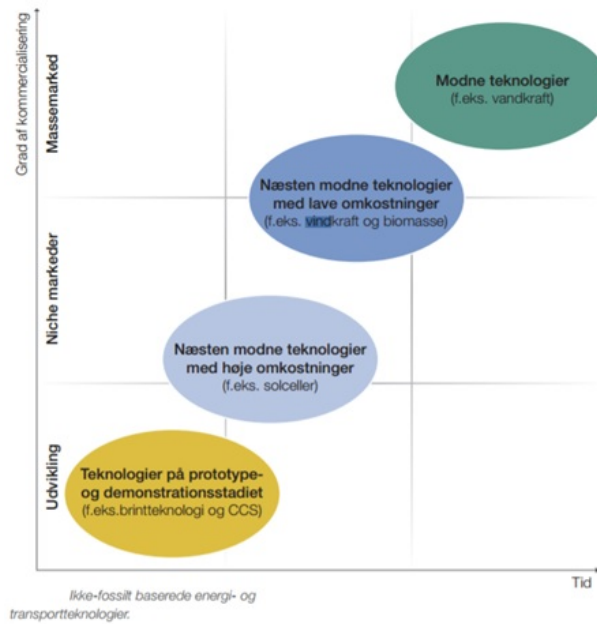 Grad af kommercialisering
Massemarked
Niche markeder
Udvikling
Modne teknologier
(f.eks. vandkraft)
Næsten modne teknologier
med lave omkostninger
(f.eks. vindkraft og biomasse)
Næsten modne teknologier
med høje omkostninger
(f.eks. solceller)
Teknologier på prototype-
og demonstrationsstadiet
(f.eks.brintteknologi og CCS)
Tid
Ikke-fossilt baserede energi- og
transportteknologier.